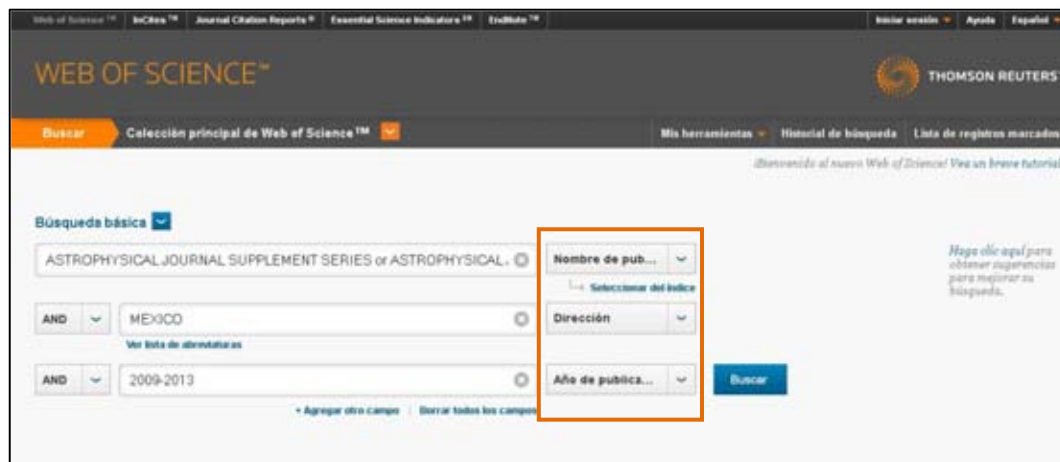 Web of Science™ InCites™ Journal Citation Reports® Essential Science Indicators℠ EndNote™ Iniciar sesión Ayuda Español
WEB OF SCIENCE™ THOMSON REUTERS™
Buscar Colección principal de Web of Science™ Mis herramientas Historial de búsqueda Lista de registros marcados
¡Bienvenido al nuevo Web of Science! Vea un breve tutorial
Búsqueda básica
ASTROPHYSICAL JOURNAL SUPPLEMENT SERIES or ASTROPHYSICAL Nombre de pub...
Seleccionar del índice
Haga clic aquí para
obtener sugerencias
para mejorar su
búsqueda.
AND MEXICO Dirección
Ver lista de abreviaturas
AND 2009-2013 Año de publica... Buscar
+ Agregar otro campo | Borrar todos los campos